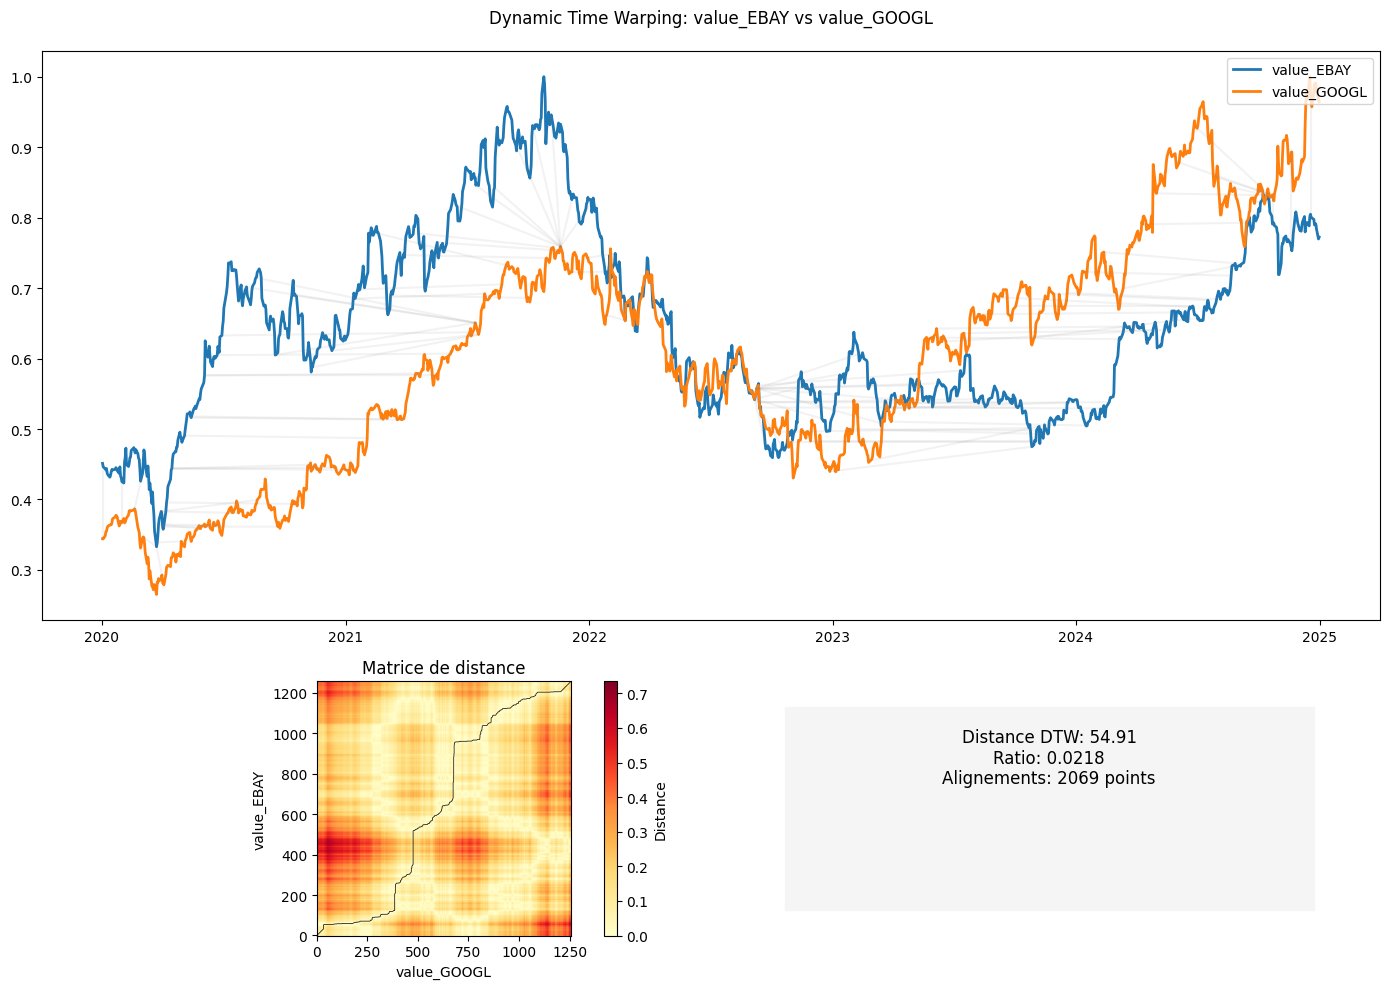 Dynamic Time Warping: value_EBAY vs value_GOOGL
value_EBAY
value_GOOGL
1.0
0.9
0.8
0.7
0.6
0.5
0.4
0.3
2020 2021 2022 2023 2024 2025
Matrice de distance
value_EBAY
1200
1000
800
600
400
200
0
0 250 500 750 1000 1250
value_GOOGL
0.7
0.6
0.5
0.4
0.3
0.2
0.1
0.0
Distance
Distance DTW: 54.91
Ratio: 0.0218
Alignements: 2069 points